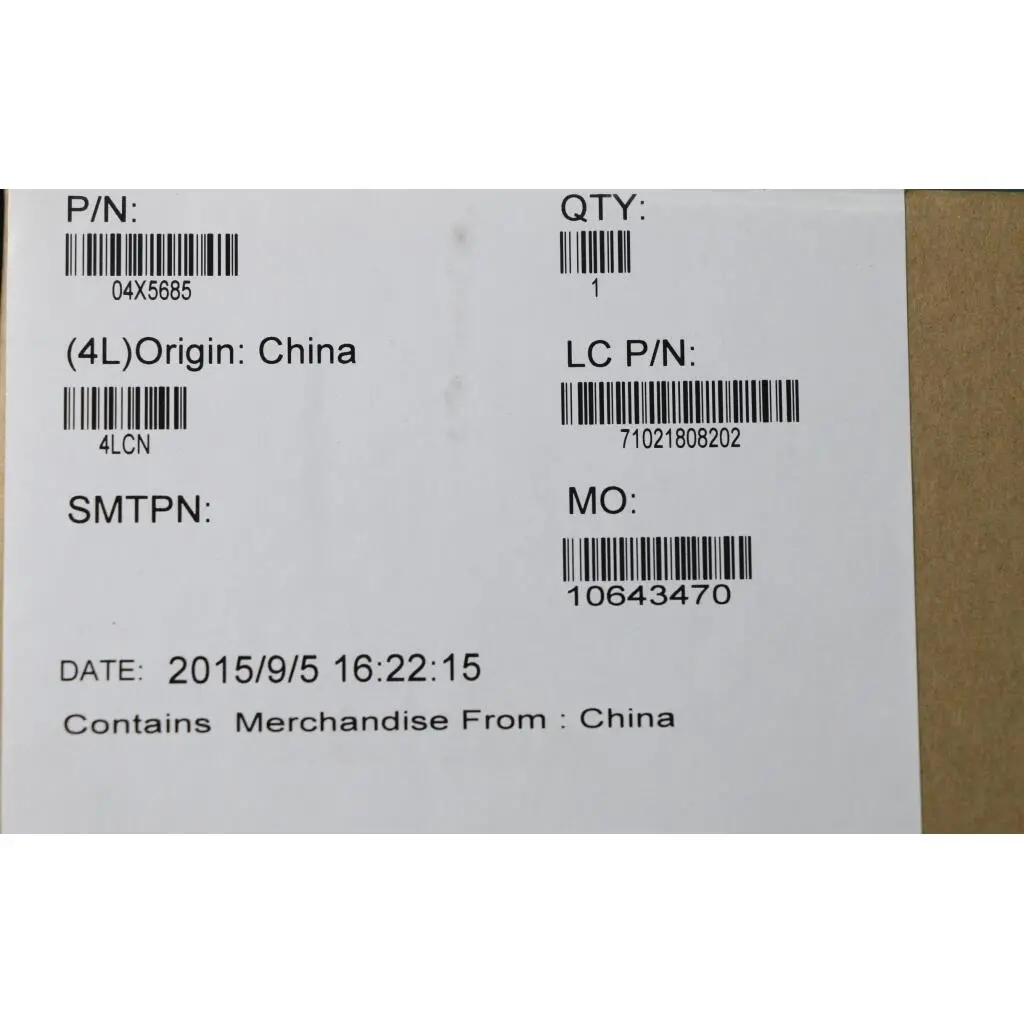 P/N:
04X5685
QTY:
1
(4L)Origin: China
4LCN
LC P/N:
71021808202
SMTPN:
MO:
10643470
DATE: 2015/9/5 16:22:15
Contains Merchandise From : China